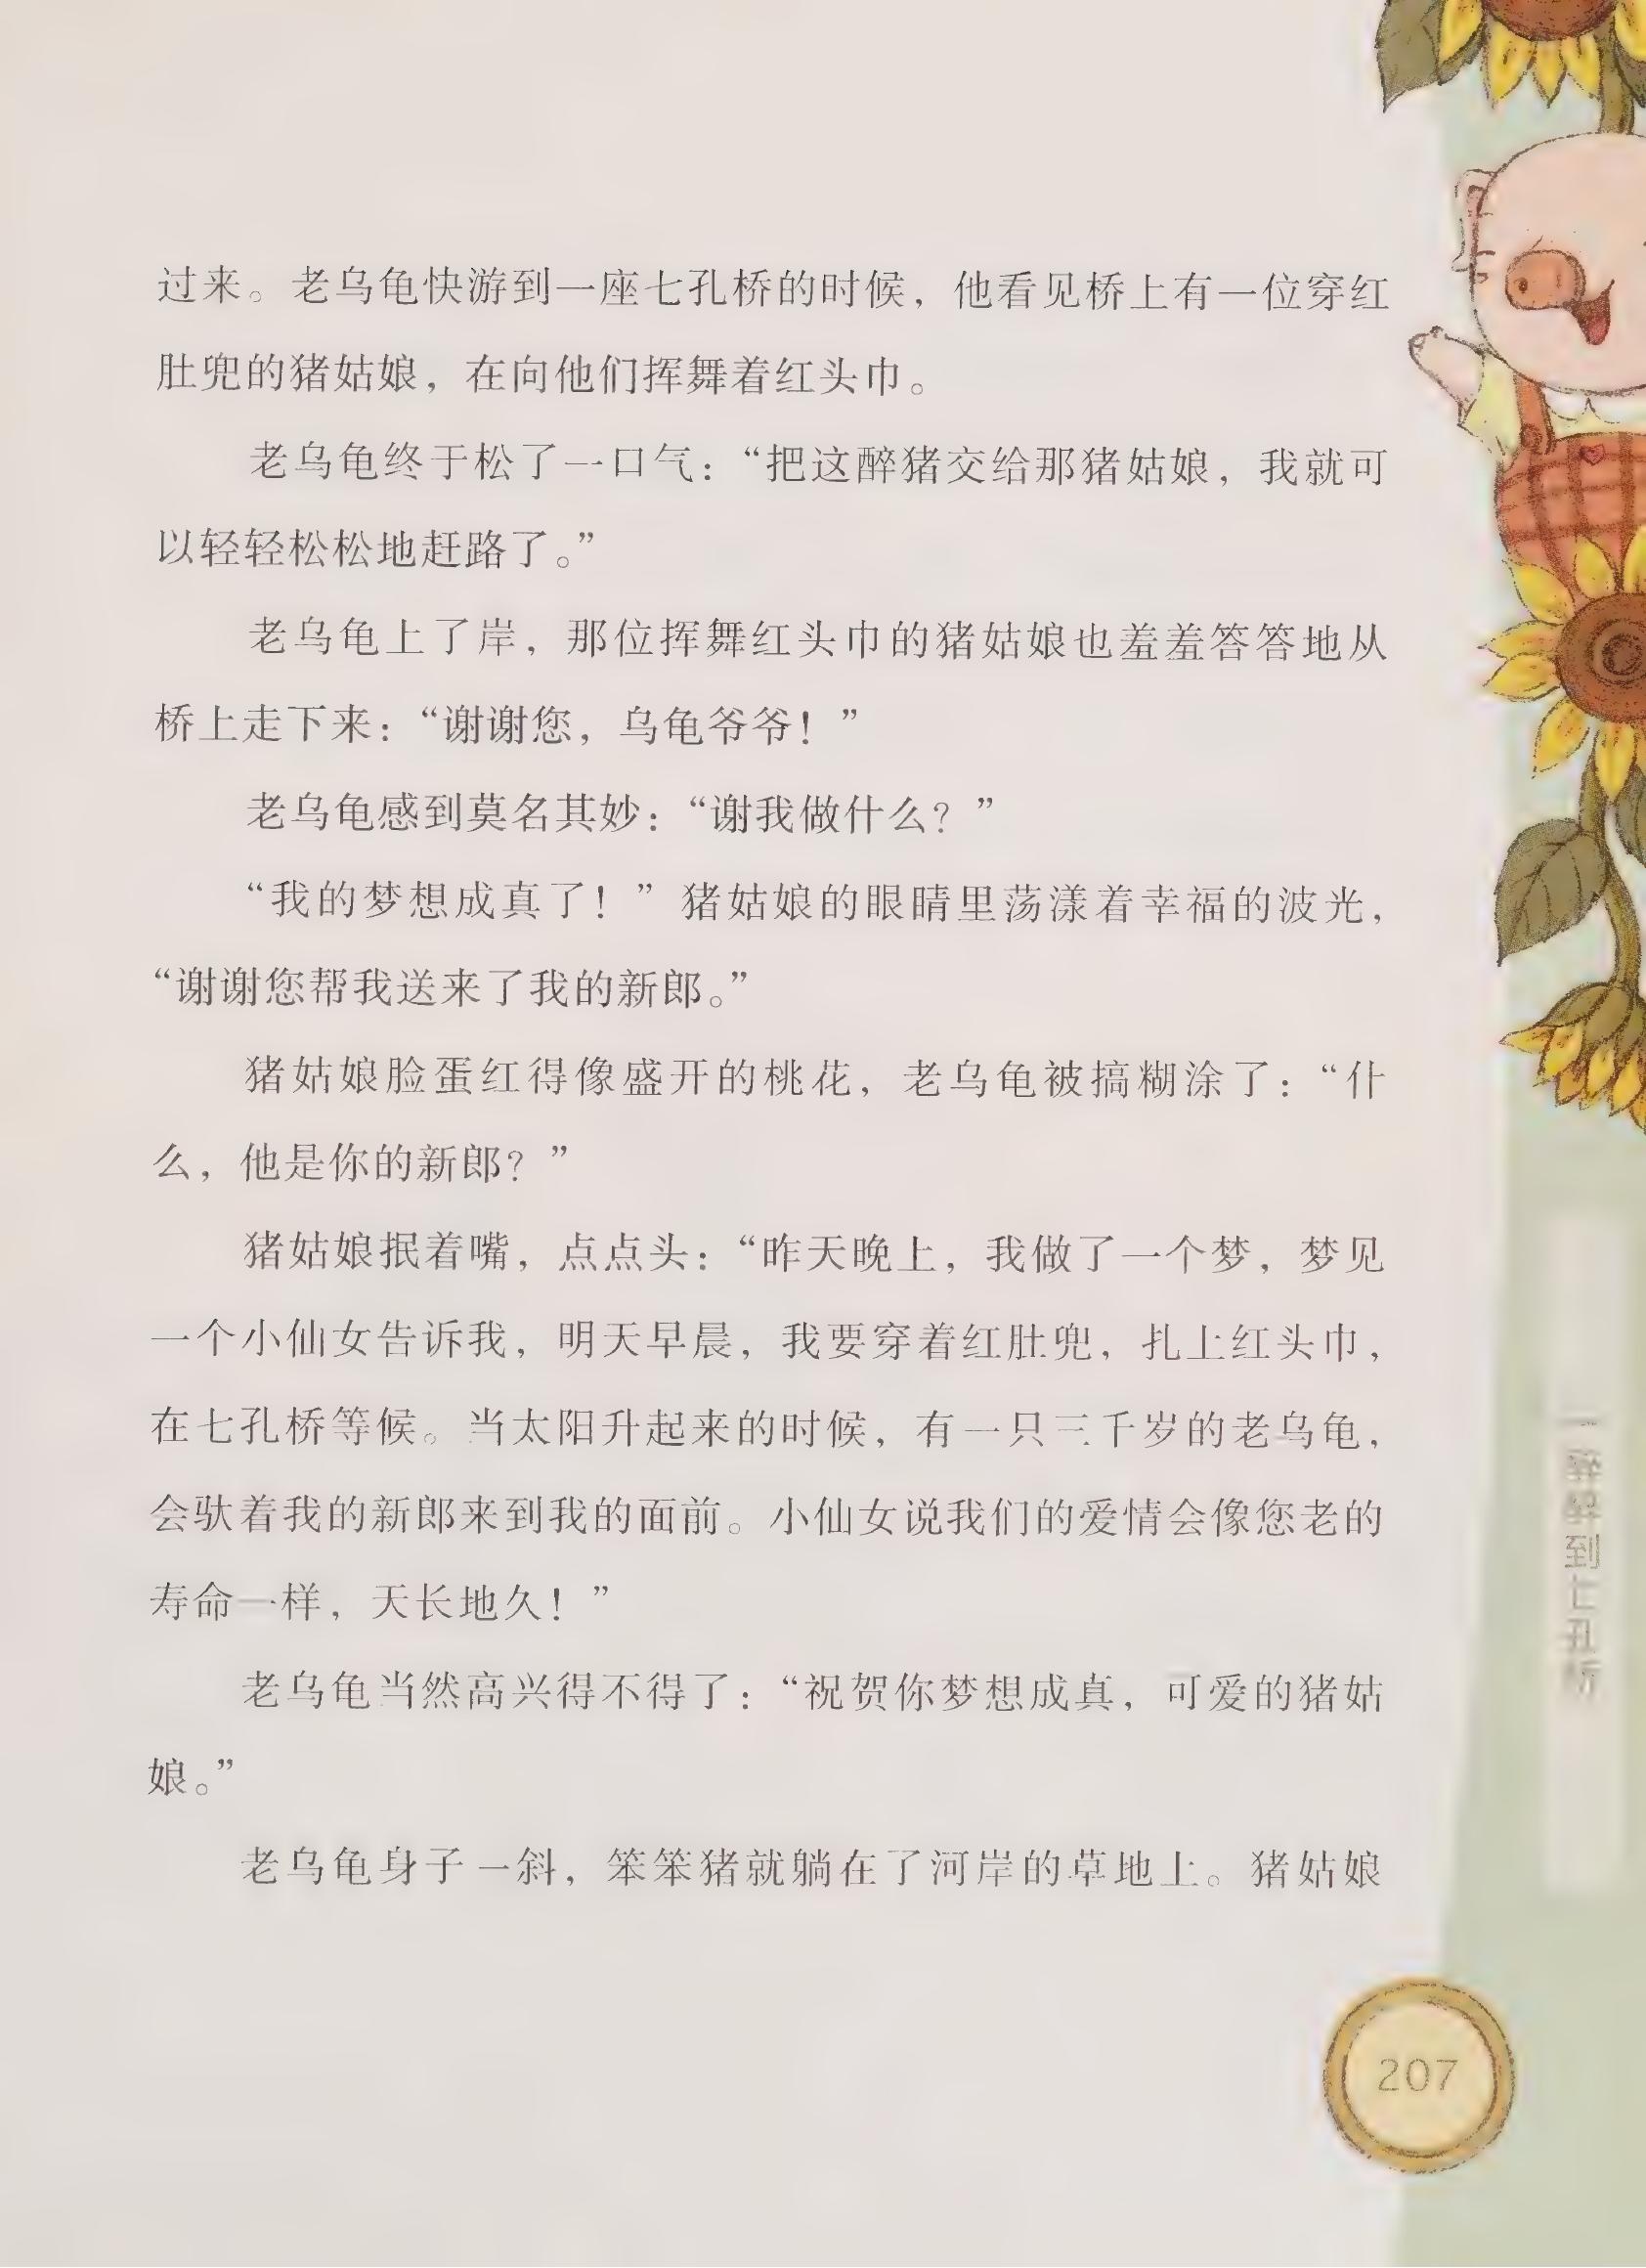 过来。老乌龟快游到一座七孔桥的时候，他看见桥上有一位穿红
肚兜的猪姑娘，在向他们挥舞着红头巾。
老乌龟终于松了一口气：“把这醉猪交给那猪姑娘，我就可
以轻轻松松地赶路了。”
老乌龟上了岸，那位挥舞红头巾的猪姑娘也羞羞答答地从
桥上走下来：“谢谢您，乌龟爷爷！”
老乌龟感到莫名其妙：“谢我做什么？”
“我的梦想成真了！”猪姑娘的眼睛里荡漾着幸福的波光，
“谢谢您帮我送来了我的新郎。”
猪姑娘脸蛋红得像盛开的桃花，老乌龟被搞糊涂了：“什
么，他是你的新郎？”
猪姑娘抿着嘴，点点头：“昨天晚上，我做了一个梦，梦见
一个小仙女告诉我，明天早晨，我要穿着红肚兜，扎上红头巾，
在七孔桥等候。当太阳升起来的时候，有一只三千岁的老乌龟，
会驮着我的新郎来到我的面前。小仙女说我们的爱情会像您老的
寿命一样，天长地久！”
老乌龟当然高兴得不得了：“祝贺你梦想成真，可爱的猪姑
娘。”
老乌龟身子一斜，笨笨猪就躺在了河岸的草地上。猪姑娘
一醉醉到七孔桥
207